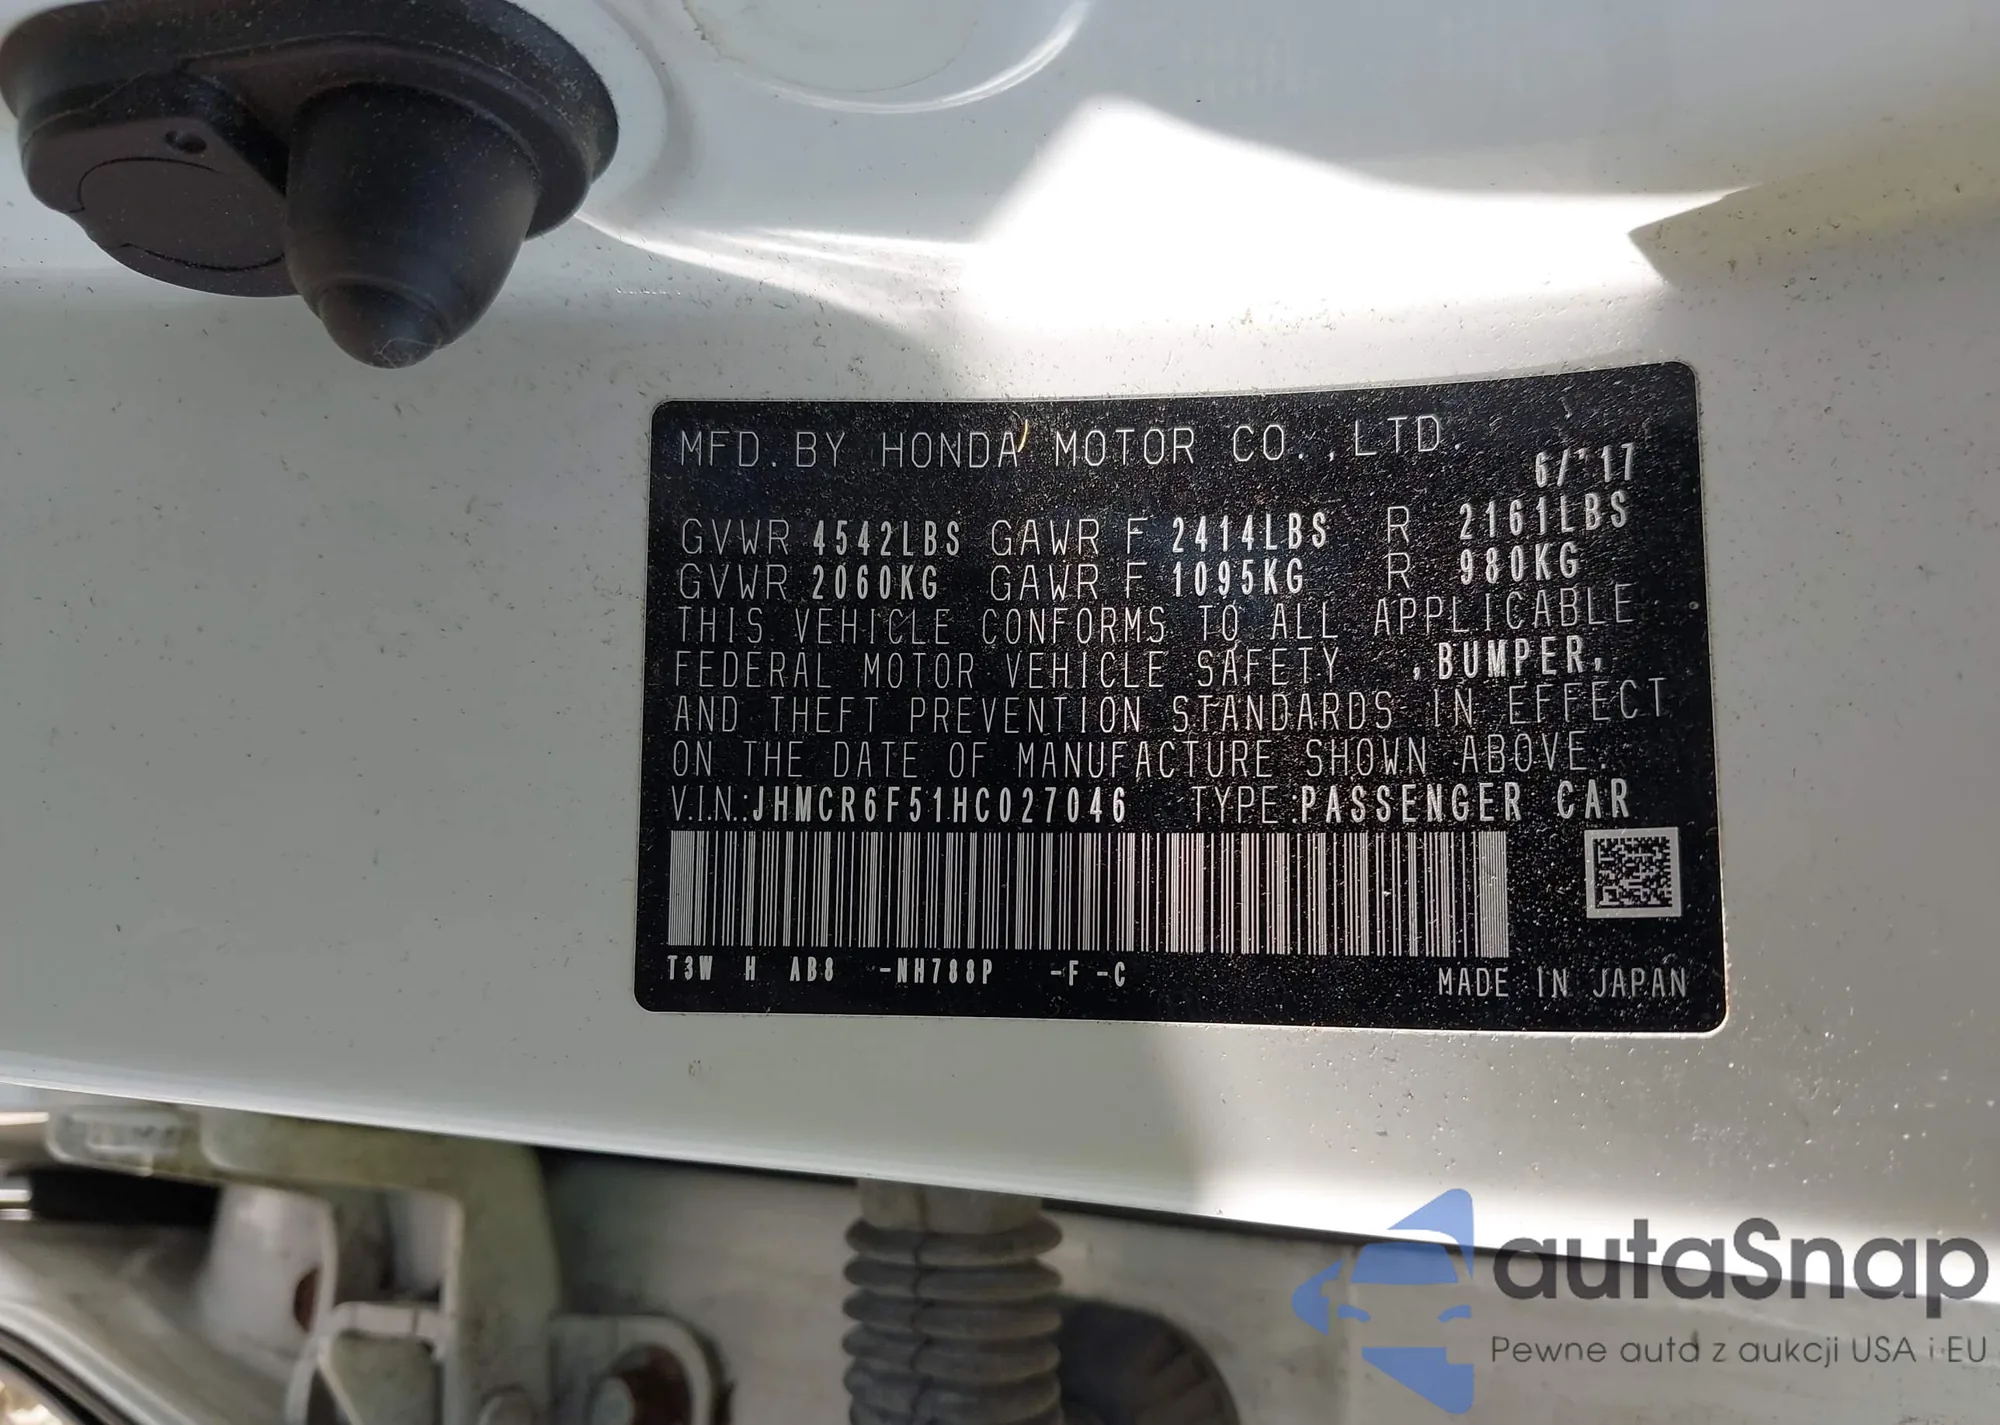 MFD. BY HONDA MOTOR CO., LTD.
6/'17
GVWR 4542LBS GAWR F 2414LBS R 2161LBS
GVWR 2060KG GAWR F 1095KG R 980KG
THIS VEHICLE CONFORMS TO ALL APPLICABLE
FEDERAL MOTOR VEHICLE SAFETY ,BUMPER,
AND THEFT PREVENTION STANDARDS IN EFFECT
ON THE DATE OF MANUFACTURE SHOWN ABOVE.
V.I.N.:JHMCR6F51HC027046 TYPE:PASSENGER CAR
T3W H AB8 -NH788P -F -C
MADE IN JAPAN
autaSnap
Pewne auta z aukcji USA i EU